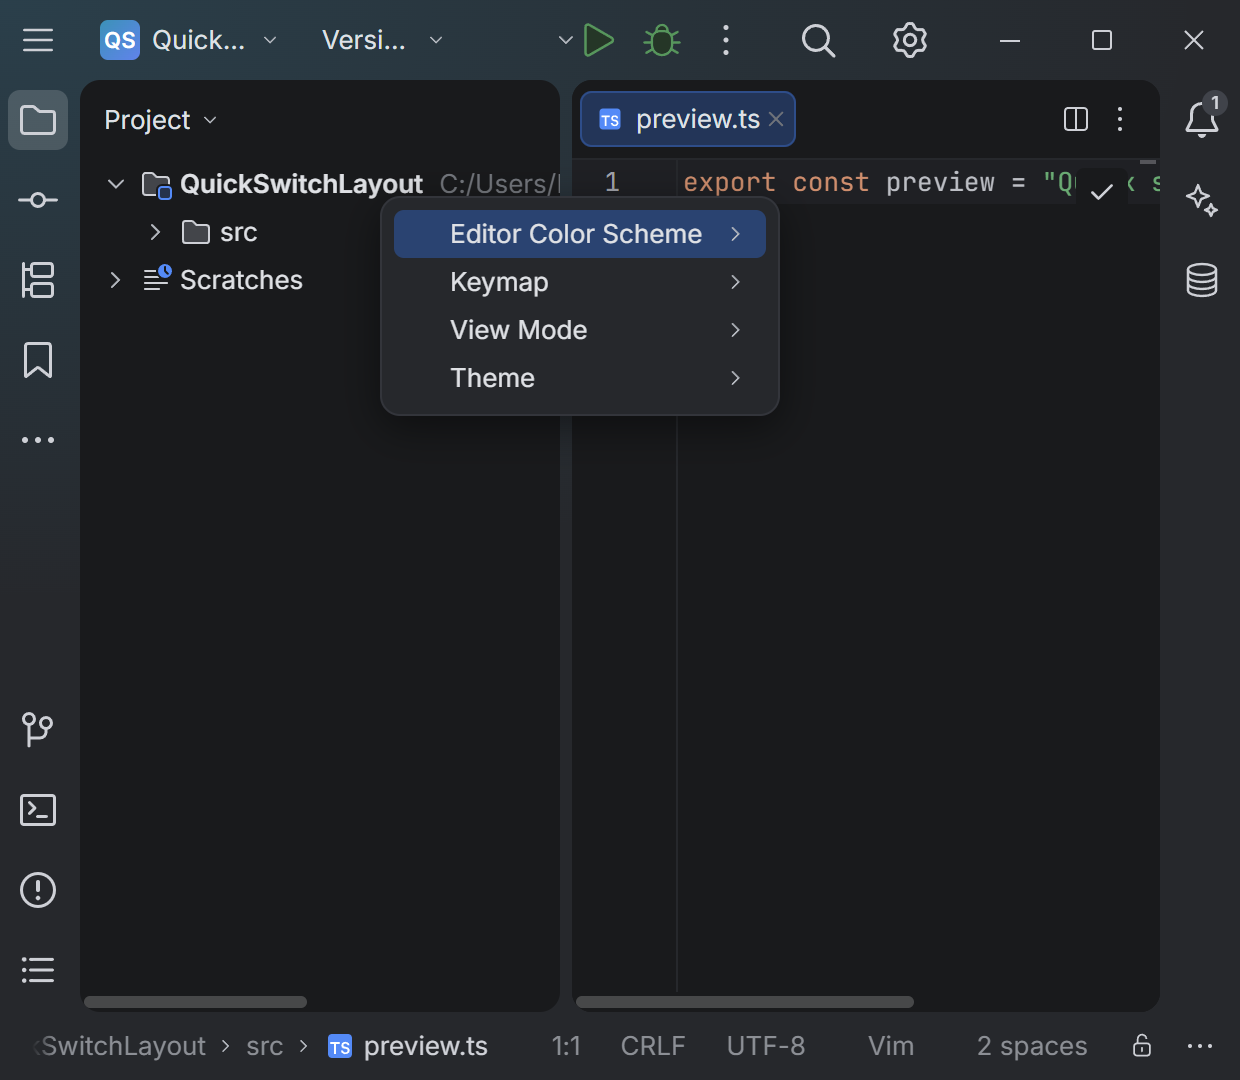 QS Quick... Versi...
Project
preview.ts
1
QuickSwitchLayout C:/Users/
src
Scratches
1 export const preview =
Editor Color Scheme
Keymap
View Mode
Theme
SwitchLayout > src > TS preview.ts 1:1 CRLF UTF-8 Vim 2 spaces